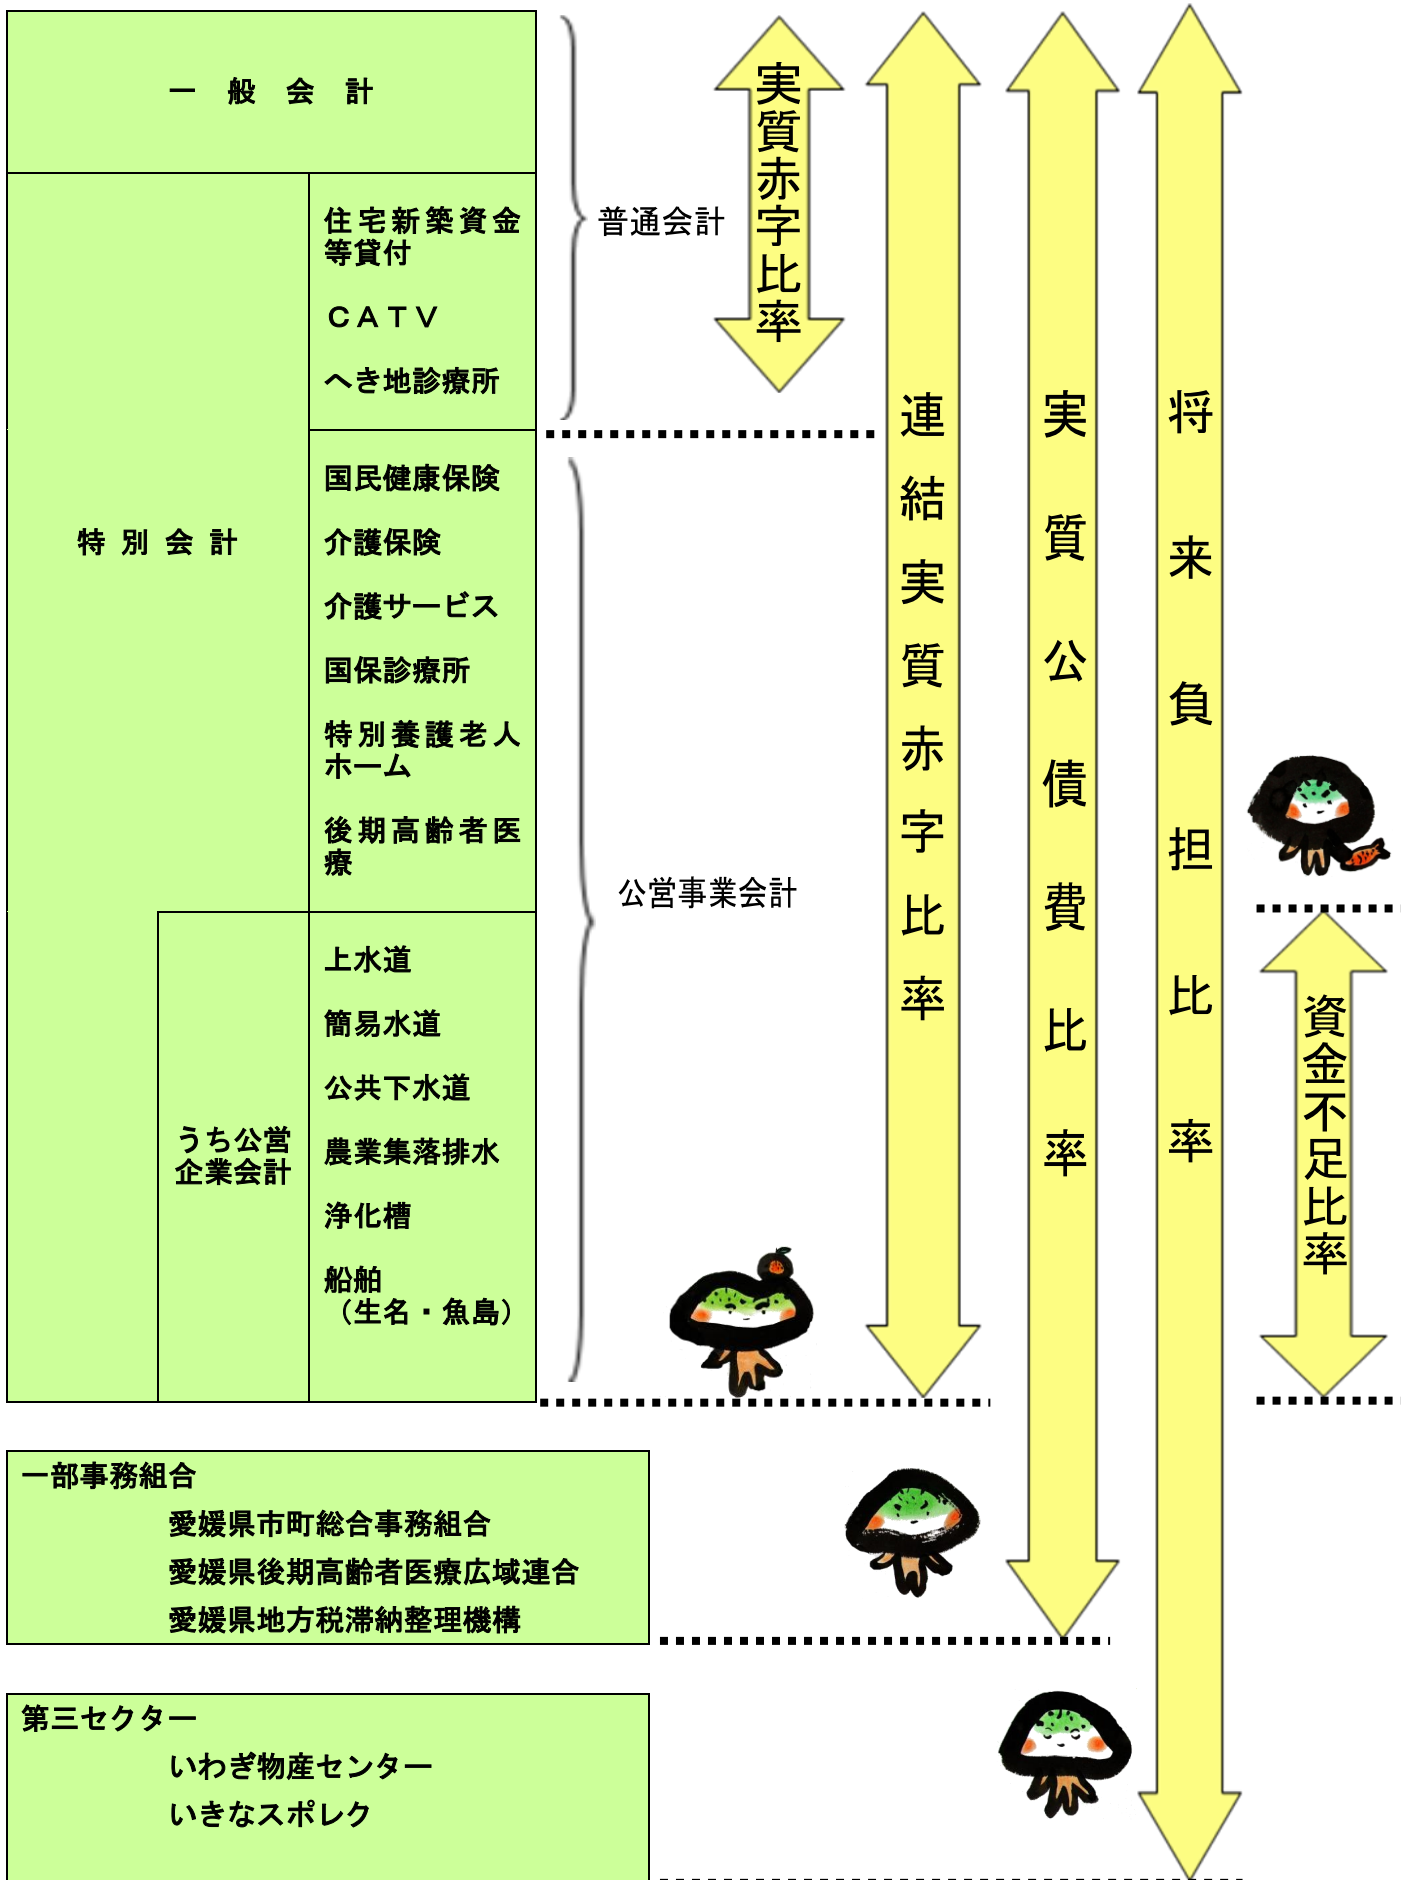 一 般 会 計
特 別 会 計
住宅新築資金
等貸付
ＣＡＴＶ
へき地診療所
国民健康保険
介護保険
介護サービス
国保診療所
特別養護老人
ホーム
後期高齢者医
療
うち公営
企業会計
上水道
簡易水道
公共下水道
農業集落排水
浄化槽
船舶
（生名・魚島）
普通会計
公営事業会計
実質赤字比率
連結実質赤字比率
実質公債費比率
将来負担比率
資金不足比率
一部事務組合
愛媛県市町総合事務組合
愛媛県後期高齢者医療広域連合
愛媛県地方税滞納整理機構
第三セクター
いわぎ物産センター
いきなスポレク